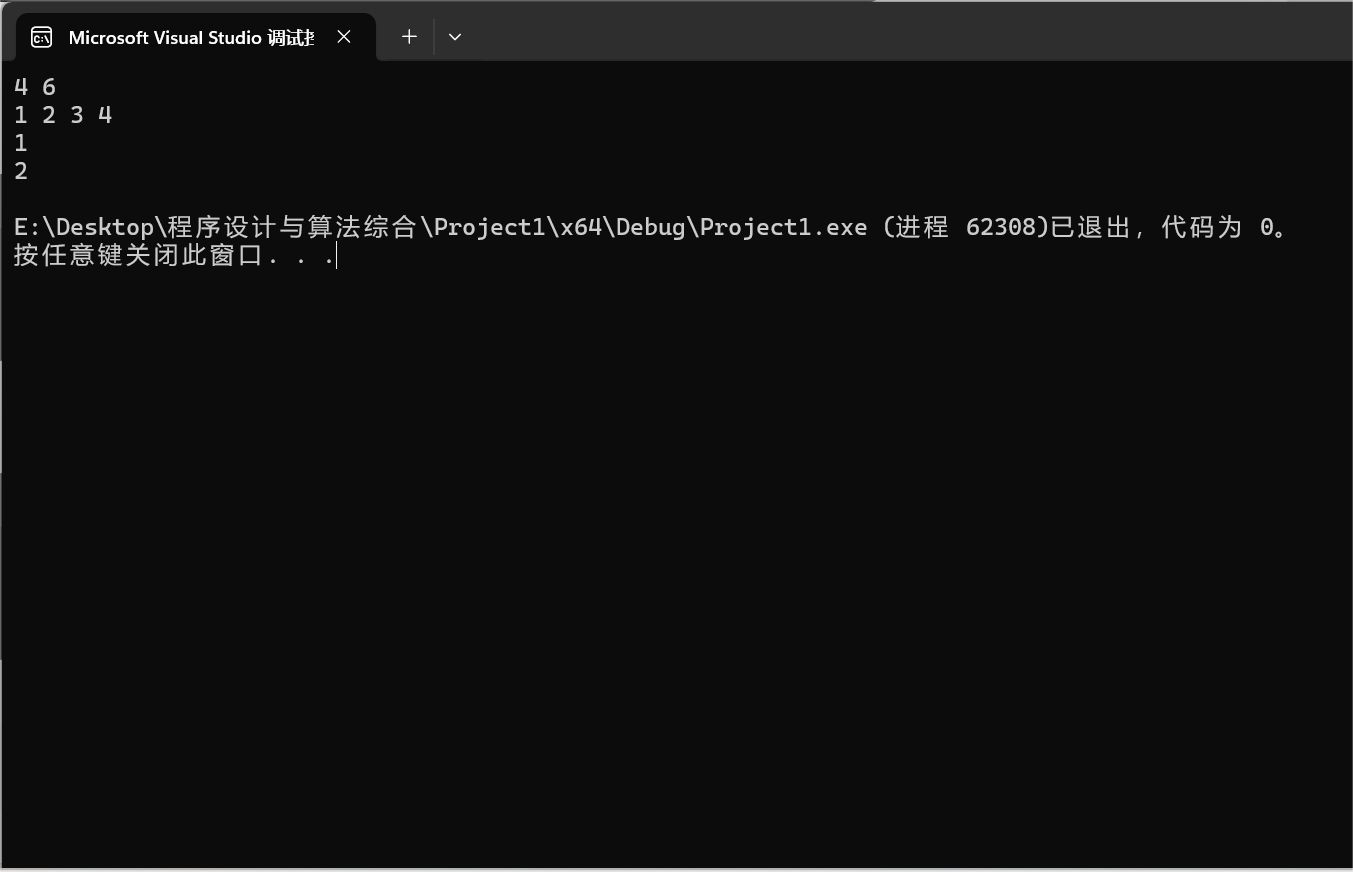 Microsoft Visual Studio 调试
4 6
1 2 3 4
1
2
E:\Desktop\程序设计与算法综合\Project1\x64\Debug\Project1.exe (进程 62308)已退出，代码为 0。
按任意键关闭此窗口. . .